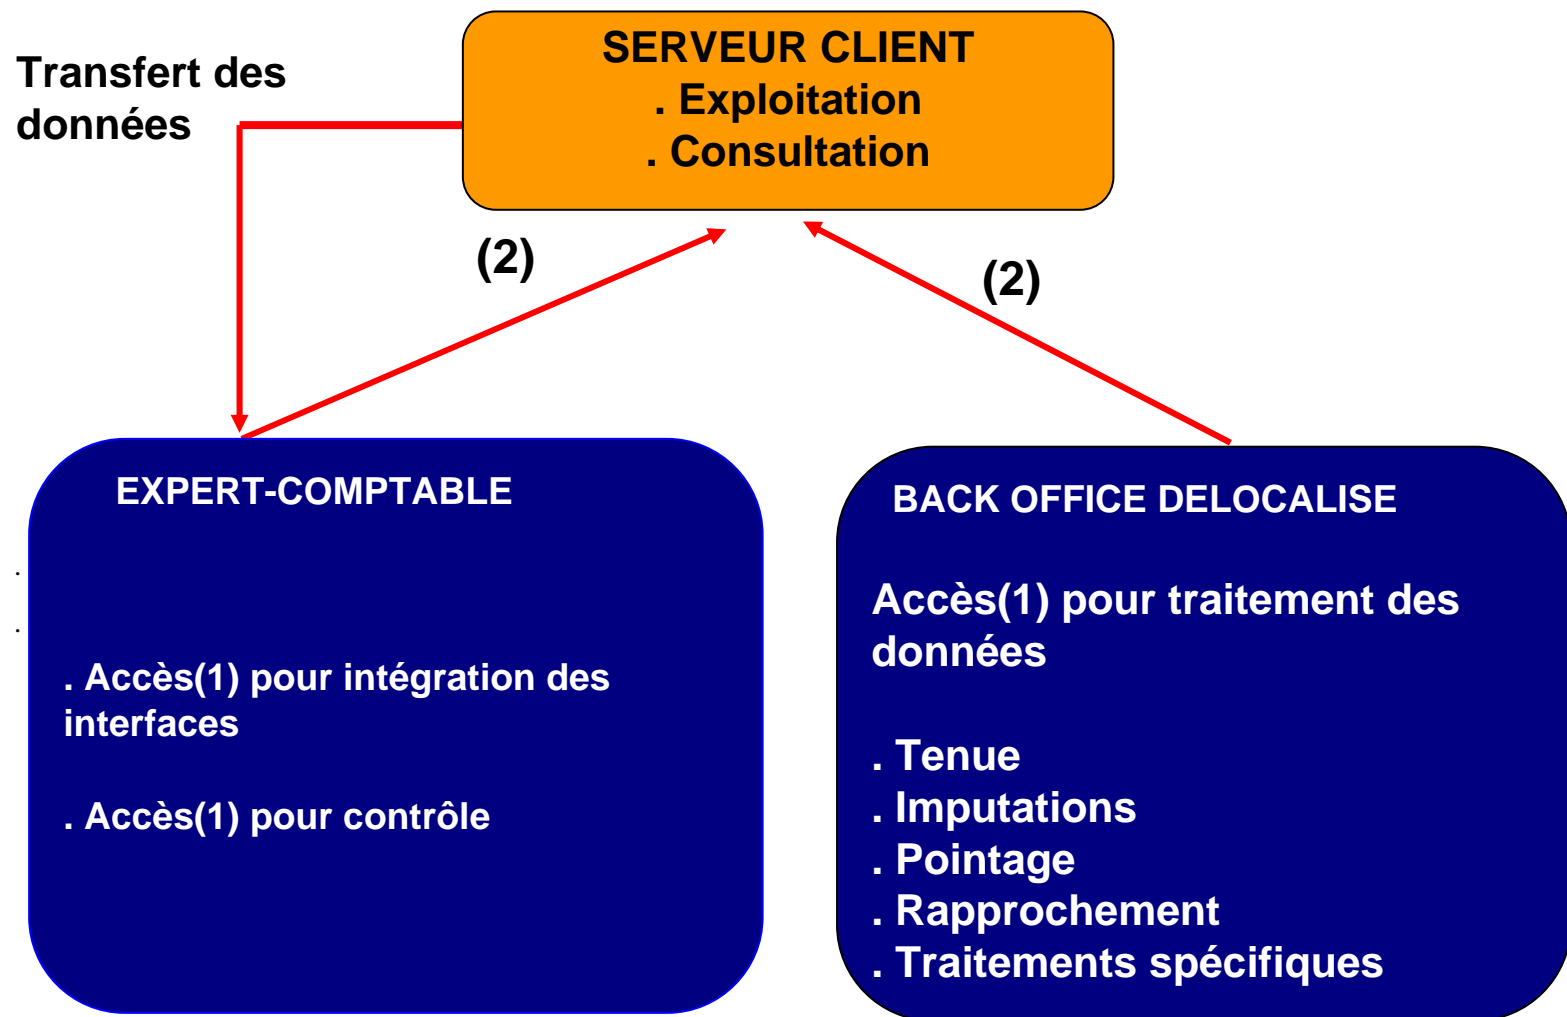 Transfert des
données
SERVEUR CLIENT
. Exploitation
. Consultation
(2)
(2)
EXPERT-COMPTABLE
.
.
. Accès(1) pour intégration des
interfaces
. Accès(1) pour contrôle
BACK OFFICE DELOCALISE
Accès(1) pour traitement des
données
. Tenue
. Imputations
. Pointage
. Rapprochement
. Traitements spécifiques